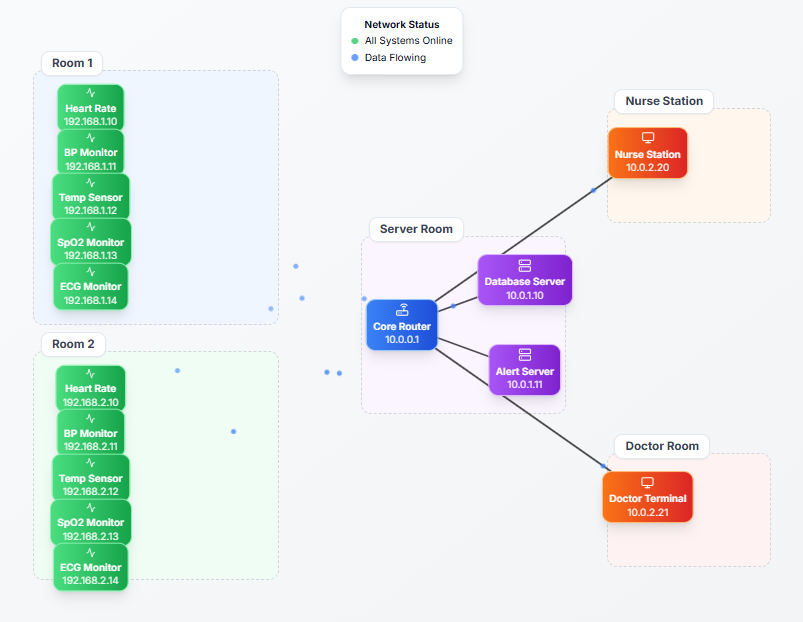 Network Status
All Systems Online
Data Flowing
Room 1
Heart Rate
192.168.1.10
BP Monitor
192.168.1.11
Temp Sensor
192.168.1.12
SpO2 Monitor
192.168.1.13
ECG Monitor
192.168.1.14
Room 2
Heart Rate
192.168.2.10
BP Monitor
192.168.2.11
Temp Sensor
192.168.2.12
SpO2 Monitor
192.168.2.13
ECG Monitor
192.168.2.14
Server Room
Core Router
10.0.0.1
Database Server
10.0.1.10
Alert Server
10.0.1.11
Nurse Station
Nurse Station
10.0.2.20
Doctor Room
Doctor Terminal
10.0.2.21